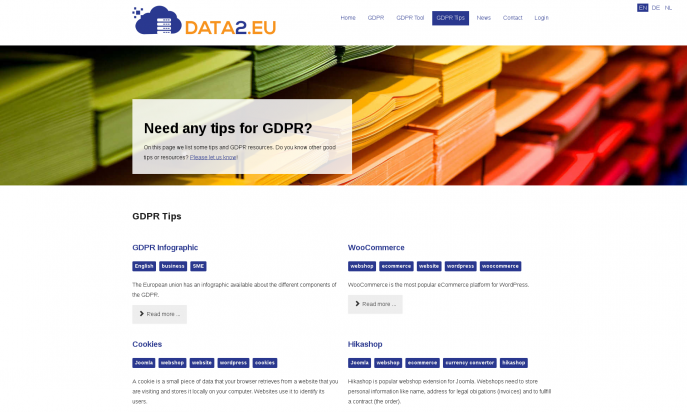 DATA2.EU
Home GDPR GDPR Tool GDPR Tips News Contact Login
EN DE NL
Need any tips for GDPR?
On this page we list some tips and GDPR resources. Do you know other good
tips or resources? Please let us know!
GDPR Tips
GDPR Infographic
English business SME
The European union has an infographic available about the different components of
the GDPR.
Read more ...
WooCommerce
webshop ecommerce website wordpress woocommerce
WooCommerce is the most popular eCommerce platform for WordPress.
Read more ...
Cookies
Joomla webshop website wordpress cookies
A cookie is a small piece of data that your browser retrieves from a website that you
are visiting and stores it locally on your computer. Websites use it to identify its
users.
Hikashop
Joomla webshop ecommerce currency convertor hikashop
Hikashop is popular webshop extension for Joomla. Webshops need to store
personal information like name, address for legal obigations (invoices) and to fullfill
a contract (the order).